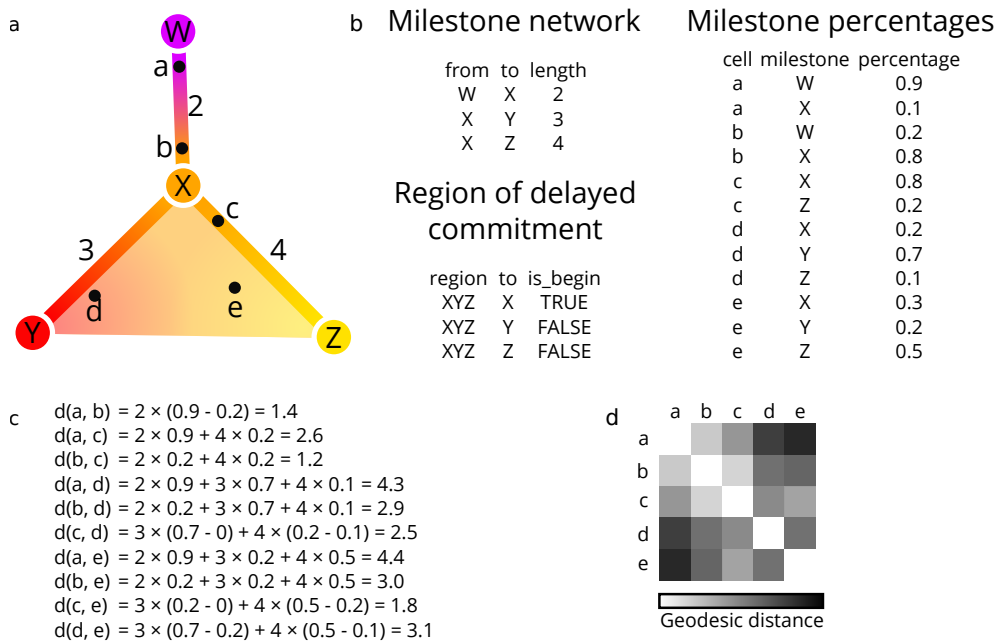 a
W
a
2
b
X
c
3
4
d
e
Y
Z
b
Milestone network
from to length
W X 2
X Y 3
X Z 4
Region of delayed
commitment
region to is_begin
XYZ X TRUE
XYZ Y FALSE
XYZ Z FALSE
Milestone percentages
cell milestone percentage
a W 0.9
a X 0.1
b W 0.2
b X 0.8
c X 0.8
c Z 0.2
d X 0.2
d Y 0.7
d Z 0.1
e X 0.3
e Y 0.2
e Z 0.5
c
d(a, b) = 2 × (0.9 - 0.2) = 1.4
d(a, c) = 2 × 0.9 + 4 × 0.2 = 2.6
d(b, c) = 2 × 0.2 + 4 × 0.2 = 1.2
d(a, d) = 2 × 0.9 + 3 × 0.7 + 4 × 0.1 = 4.3
d(b, d) = 2 × 0.2 + 3 × 0.7 + 4 × 0.1 = 2.9
d(c, d) = 3 × (0.7 - 0) + 4 × (0.2 - 0.1) = 2.5
d(a, e) = 2 × 0.9 + 3 × 0.2 + 4 × 0.5 = 4.4
d(b, e) = 2 × 0.2 + 3 × 0.2 + 4 × 0.5 = 3.0
d(c, e) = 3 × (0.2 - 0) + 4 × (0.5 - 0.2) = 1.8
d(d, e) = 3 × (0.7 - 0.2) + 4 × (0.5 - 0.1) = 3.1
d
a b c d e
a
b
c
d
e
Geodesic distance